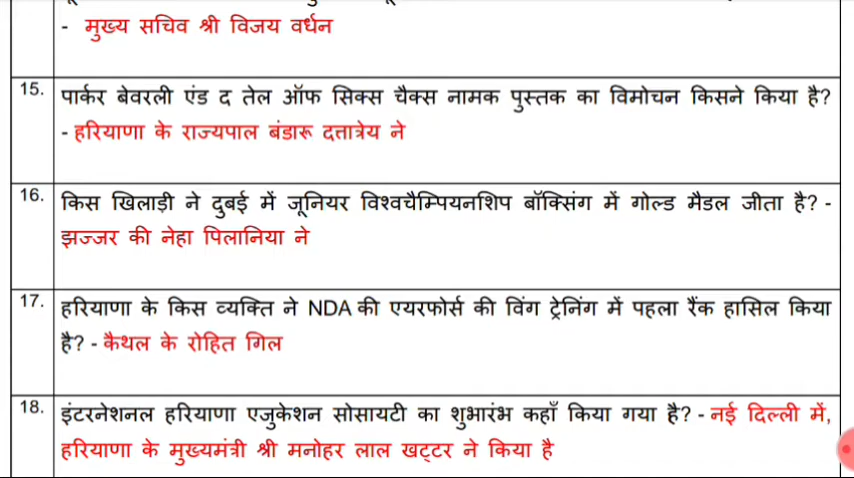 - मुख्य सचिव श्री विजय वर्धन
15. पार्कर बेवरली एंड द तेल ऑफ सिक्स चैक्स नामक पुस्तक का विमोचन किसने किया है?
- हरियाणा के राज्यपाल बंडारू दत्तात्रेय ने
16. किस खिलाड़ी ने दुबई में जूनियर विश्वचैम्पियनशिप बॉक्सिंग में गोल्ड मैडल जीता है? -
झज्जर की नेहा पिलानिया ने
17. हरियाणा के किस व्यक्ति ने NDA की एयरफोर्स की विंग ट्रेनिंग में पहला रैंक हासिल किया
है? - कैथल के रोहित गिल
18. इंटरनेशनल हरियाणा एजुकेशन सोसायटी का शुभारंभ कहाँ किया गया है? - नई दिल्ली में,
हरियाणा के मुख्यमंत्री श्री मनोहर लाल खट्टर ने किया है